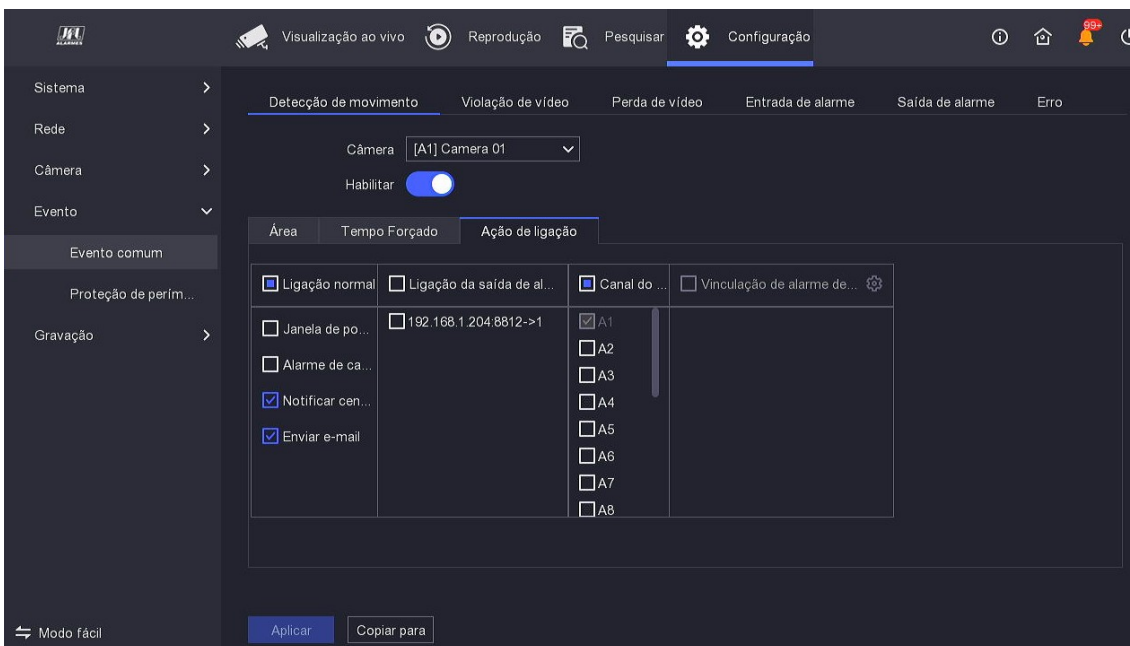 JFL
ALARMES
Visualização ao vivo
Reprodução
Pesquisar
Configuração
99+
Sistema
Rede
Câmera
Evento
Evento comum
Proteção de perím...
Gravação
Modo fácil
Detecção de movimento
Violação de vídeo
Perda de vídeo
Entrada de alarme
Saída de alarme
Erro
Câmera
[A1] Camera 01
Habilitar
Área
Tempo Forçado
Ação de ligação
Ligação normal
Ligação da saída de al...
Canal do ...
Vinculação de alarme de...
Janela de po...
Alarme de ca...
Notificar cen...
Enviar e-mail
192.168.1.204:8812->1
A1
A2
A3
A4
A5
A6
A7
A8
Aplicar
Copiar para